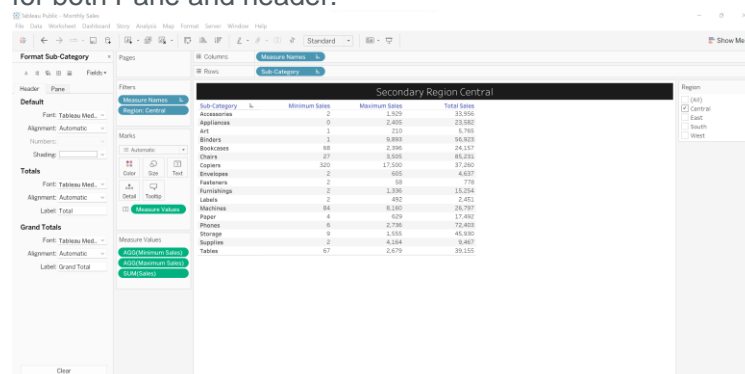 for both Pane and header.
Tableau Public - Monthly Sales
File Data Worksheet Dashboard Story Analysis Map Format Server Window Help
Standard
Show Me
Format Sub-Category
Fields
Header Pane
Default
Font: Tableau Med..
Alignment: Automatic
Numbers:
Shading:
Totals
Font: Tableau Med..
Alignment: Automatic
Label: Total
Grand Totals
Font: Tableau Med..
Alignment: Automatic
Label: Grand Total
Clear
Pages
Filters
Measure Names
Region: Central
Marks
Automatic
Color Size Text
Detail Tooltip
Measure Values
Measure Values
AGG(Minimum Sales)
AGG(Maximum Sales)
SUM(Sales)
Columns Measure Names
Rows Sub-Category
Secondary Region Central
Sub-Category Minimum Sales Maximum Sales Total Sales
Accessories 2 1,929 33,956
Appliances 0 2,405 23,582
Art 1 210 5,765
Binders 1 9,893 56,923
Bookcases 68 2,396 24,157
Chairs 27 3,505 85,231
Copiers 320 17,500 37,260
Envelopes 2 605 4,637
Fasteners 2 58 778
Furnishings 2 1,336 15,254
Labels 2 492 2,451
Machines 84 8,160 26,797
Paper 4 629 17,492
Phones 6 2,736 72,403
Storage 9 1,555 45,930
Supplies 2 4,164 9,467
Tables 67 2,679 39,155
Region
(All)
Central
East
South
West